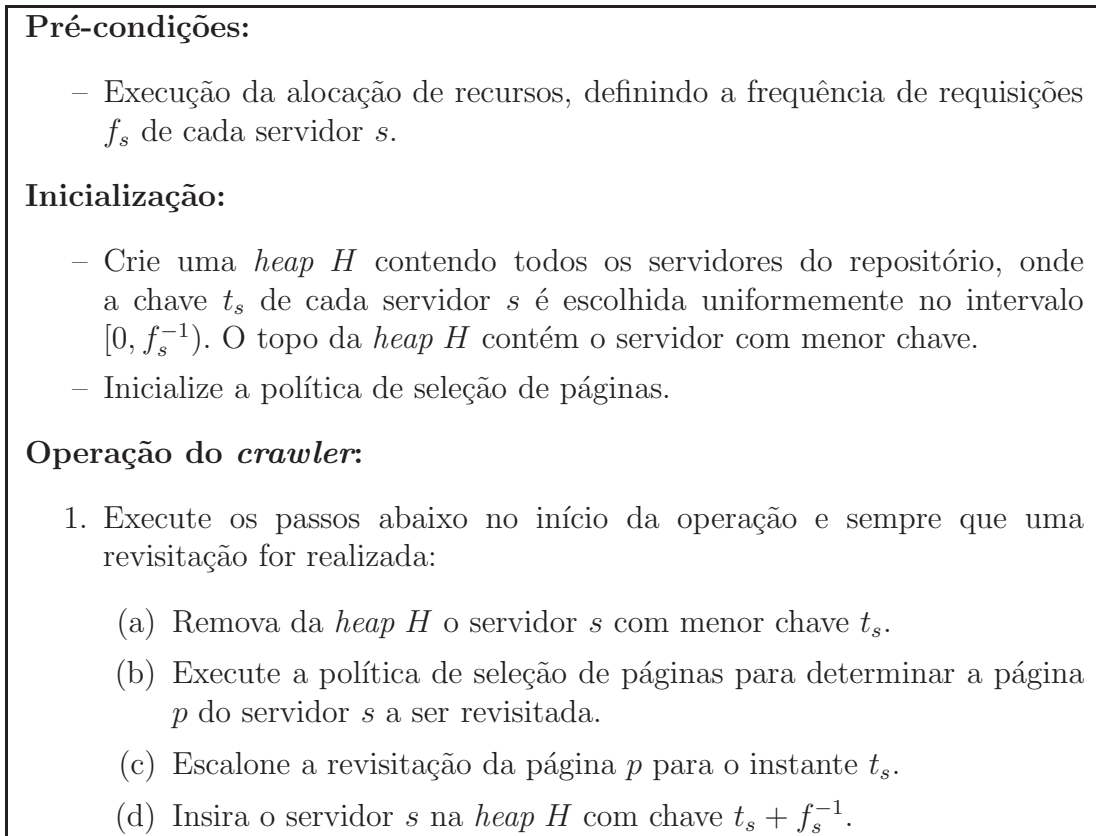 Pré-condições:
– Execução da alocação de recursos, definindo a frequência de requisições
f_s de cada servidor s.
Inicialização:
– Crie uma heap H contendo todos os servidores do repositório, onde
a chave t_s de cada servidor s é escolhida uniformemente no intervalo
[0, f_s^{-1}). O topo da heap H contém o servidor com menor chave.
– Inicialize a política de seleção de páginas.
Operação do crawler:
1. Execute os passos abaixo no início da operação e sempre que uma
revisitação for realizada:
(a) Remova da heap H o servidor s com menor chave t_s.
(b) Execute a política de seleção de páginas para determinar a página
p do servidor s a ser revisitada.
(c) Escalone a revisitação da página p para o instante t_s.
(d) Insira o servidor s na heap H com chave t_s + f_s^{-1}.